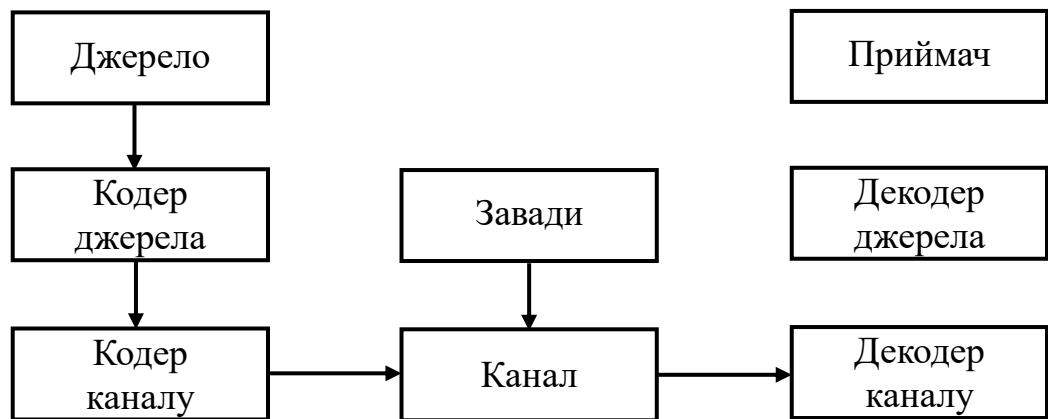 Джерело
Приймач
Кодер
джерела
Завади
Декодер
джерела
Кодер
каналу
Канал
Декодер
каналу